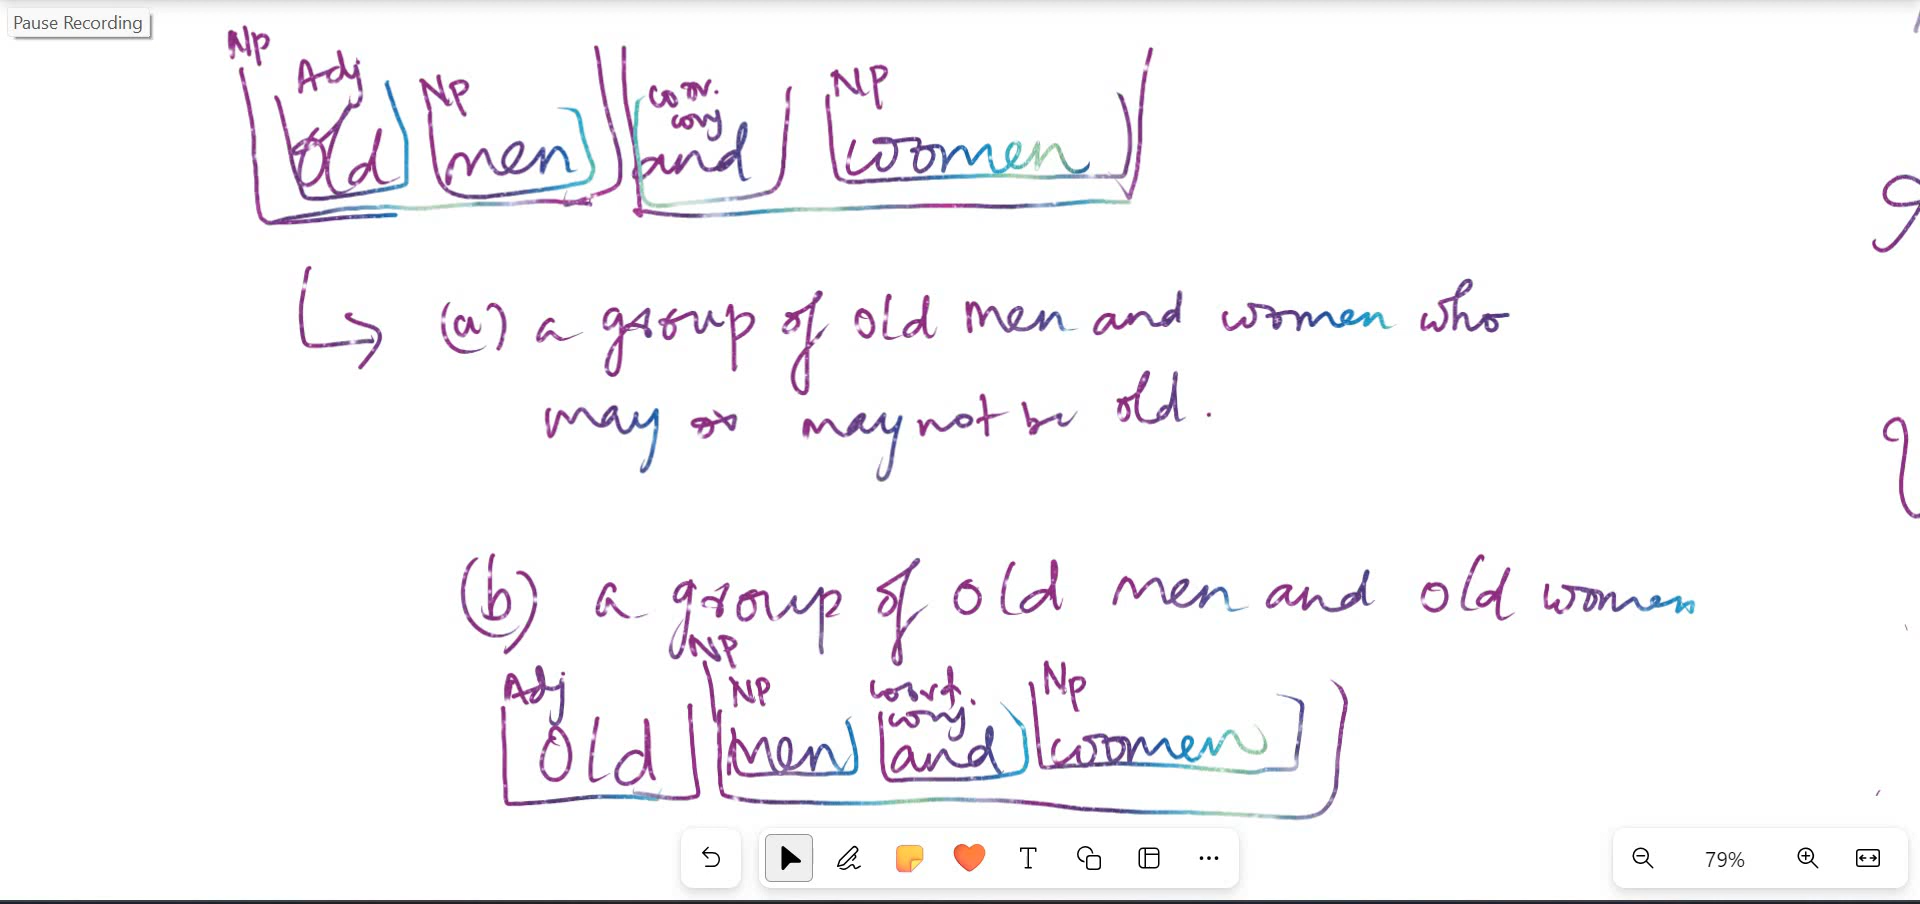 Pause Recording
NP
Adj NP coor. conj NP
old men and women
(a) a group of old men and women who
may or may not be old.
(b) a group of old men and old women
NP
Adj NP coord. conj NP
old men and women
79%